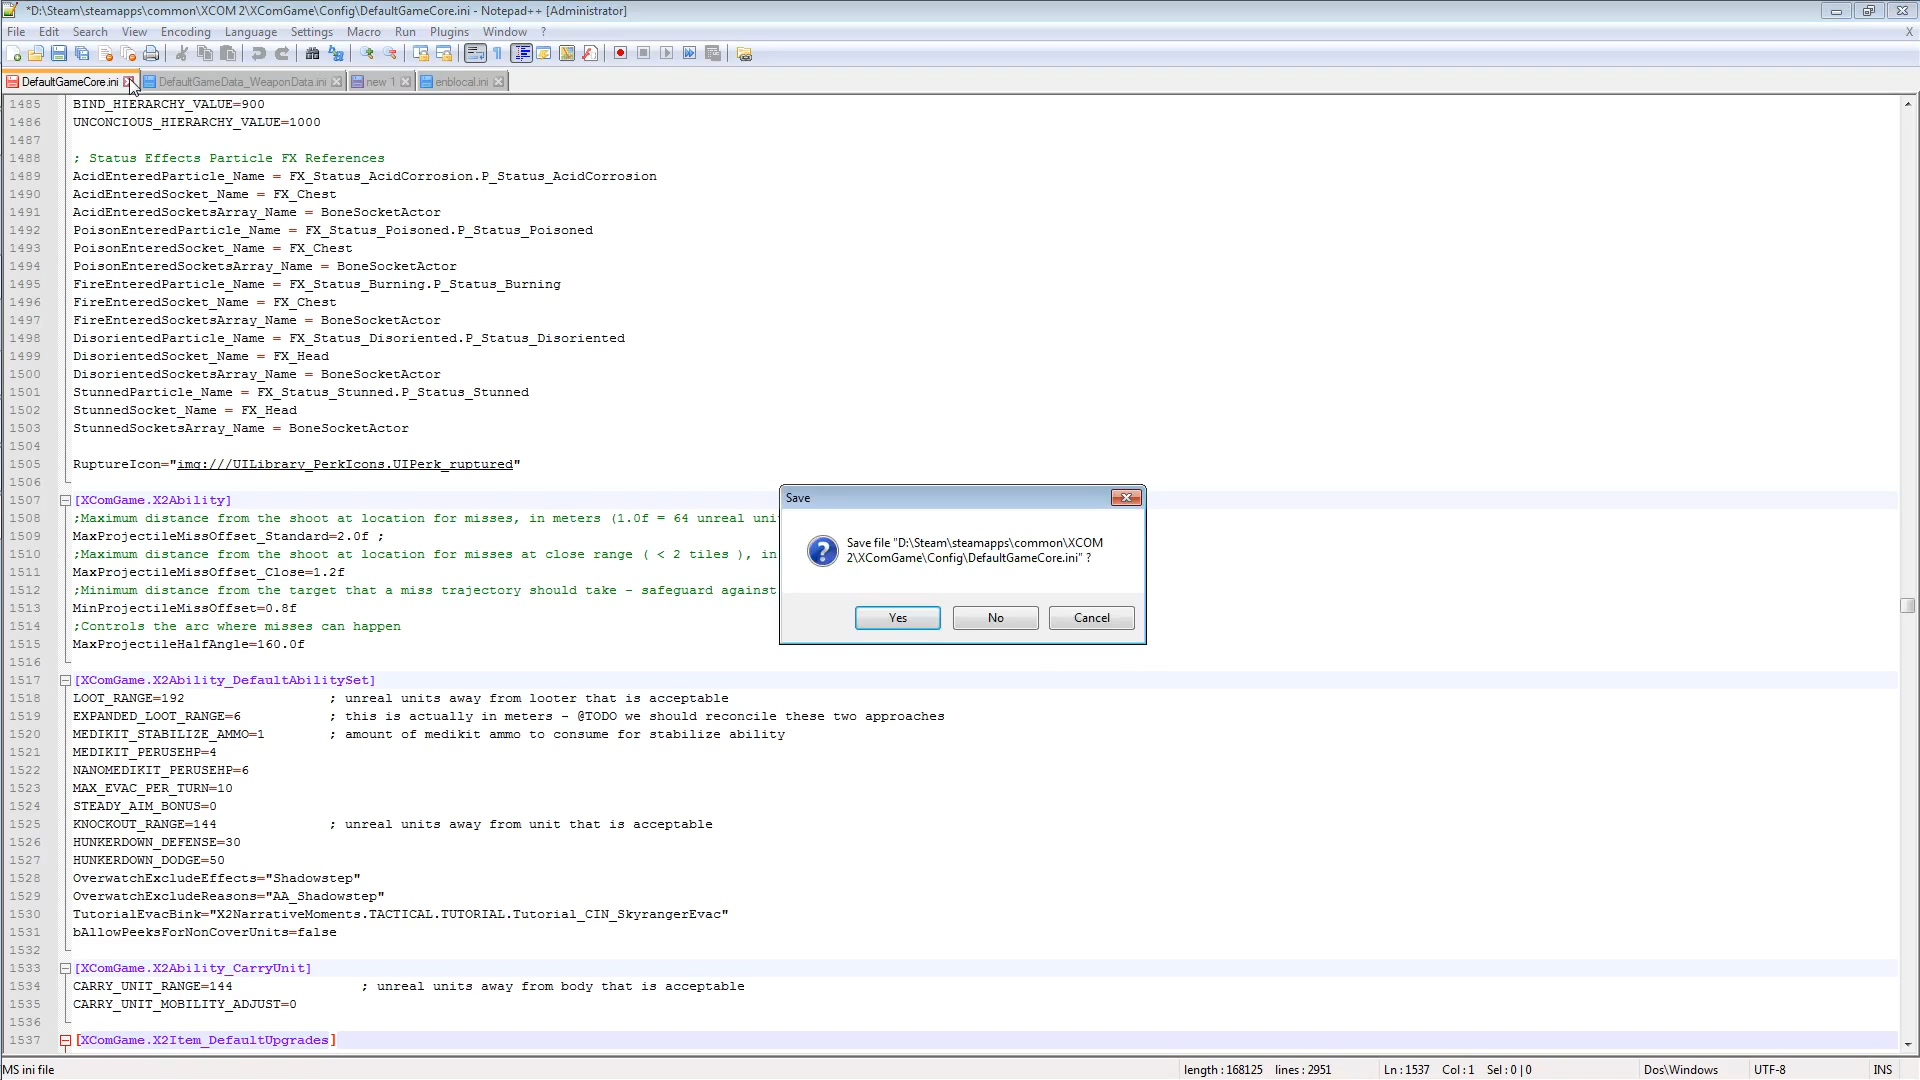 *D:\Steam\steamapps\common\XCOM 2\XComGame\Config\DefaultGameCore.ini - Notepad++ [Administrator]
File Edit Search View Encoding Language Settings Macro Run Plugins Window ? X
DefaultGameCore.ini DefaultGameData_WeaponData.ini new 1 enblocal.ini
1485 BIND_HIERARCHY_VALUE=900
1486 UNCONCIOUS_HIERARCHY_VALUE=1000
1487
1488 ; Status Effects Particle FX References
1489 AcidEnteredParticle_Name = FX_Status_AcidCorrosion.P_Status_AcidCorrosion
1490 AcidEnteredSocket_Name = FX_Chest
1491 AcidEnteredSocketsArray_Name = BoneSocketActor
1492 PoisonEnteredParticle_Name = FX_Status_Poisoned.P_Status_Poisoned
1493 PoisonEnteredSocket_Name = FX_Chest
1494 PoisonEnteredSocketsArray_Name = BoneSocketActor
1495 FireEnteredParticle_Name = FX_Status_Burning.P_Status_Burning
1496 FireEnteredSocket_Name = FX_Chest
1497 FireEnteredSocketsArray_Name = BoneSocketActor
1498 DisorientedParticle_Name = FX_Status_Disoriented.P_Status_Disoriented
1499 DisorientedSocket_Name = FX_Head
1500 DisorientedSocketsArray_Name = BoneSocketActor
1501 StunnedParticle_Name = FX_Status_Stunned.P_Status_Stunned
1502 StunnedSocket_Name = FX_Head
1503 StunnedSocketsArray_Name = BoneSocketActor
1504
1505 RuptureIcon="img:///UILibrary_PerkIcons.UIPerk_ruptured"
1506
1507 [XComGame.X2Ability]
1508 ;Maximum distance from the shoot at location for misses, in meters (1.0f = 64 unreal uni
1509 MaxProjectileMissOffset_Standard=2.0f ;
1510 ;Maximum distance from the shoot at location for misses at close range ( < 2 tiles ), in
1511 MaxProjectileMissOffset_Close=1.2f
1512 ;Minimum distance from the target that a miss trajectory should take - safeguard against
1513 MinProjectileMissOffset=0.8f
1514 ;Controls the arc where misses can happen
1515 MaxProjectileHalfAngle=160.0f
1516
1517 [XComGame.X2Ability_DefaultAbilitySet]
1518 LOOT_RANGE=192 ; unreal units away from looter that is acceptable
1519 EXPANDED_LOOT_RANGE=6 ; this is actually in meters - @TODO we should reconcile these two approaches
1520 MEDIKIT_STABILIZE_AMMO=1 ; amount of medikit ammo to consume for stabilize ability
1521 MEDIKIT_PERUSEHP=4
1522 NANOMEDIKIT_PERUSEHP=6
1523 MAX_EVAC_PER_TURN=10
1524 STEADY_AIM_BONUS=0
1525 KNOCKOUT_RANGE=144 ; unreal units away from unit that is acceptable
1526 HUNKERDOWN_DEFENSE=30
1527 HUNKERDOWN_DODGE=50
1528 OverwatchExcludeEffects="Shadowstep"
1529 OverwatchExcludeReasons="AA_Shadowstep"
1530 TutorialEvacBink="X2NarrativeMoments.TACTICAL.TUTORIAL.Tutorial_CIN_SkyrangerEvac"
1531 bAllowPeeksForNonCoverUnits=false
1532
1533 [XComGame.X2Ability_CarryUnit]
1534 CARRY_UNIT_RANGE=144 ; unreal units away from body that is acceptable
1535 CARRY_UNIT_MOBILITY_ADJUST=0
1536
1537 [XComGame.X2Item_DefaultUpgrades]
Save
Save file "D:\Steam\steamapps\common\XCOM
2\XComGame\Config\DefaultGameCore.ini" ?
Yes No Cancel
MS ini file length : 168125 lines : 2951 Ln : 1537 Col : 1 Sel : 0 | 0 Dos\Windows UTF-8 INS